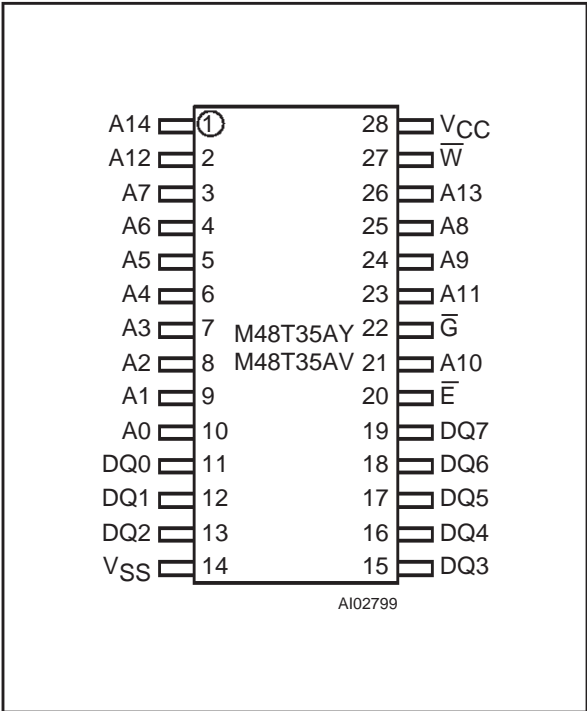 A14 1 28 VCC
A12 2 27 W̅
A7 3 26 A13
A6 4 25 A8
A5 5 24 A9
A4 6 23 A11
A3 7 M48T35AY 22 G̅
A2 8 M48T35AV 21 A10
A1 9 20 E̅
A0 10 19 DQ7
DQ0 11 18 DQ6
DQ1 12 17 DQ5
DQ2 13 16 DQ4
VSS 14 15 DQ3
AI02799